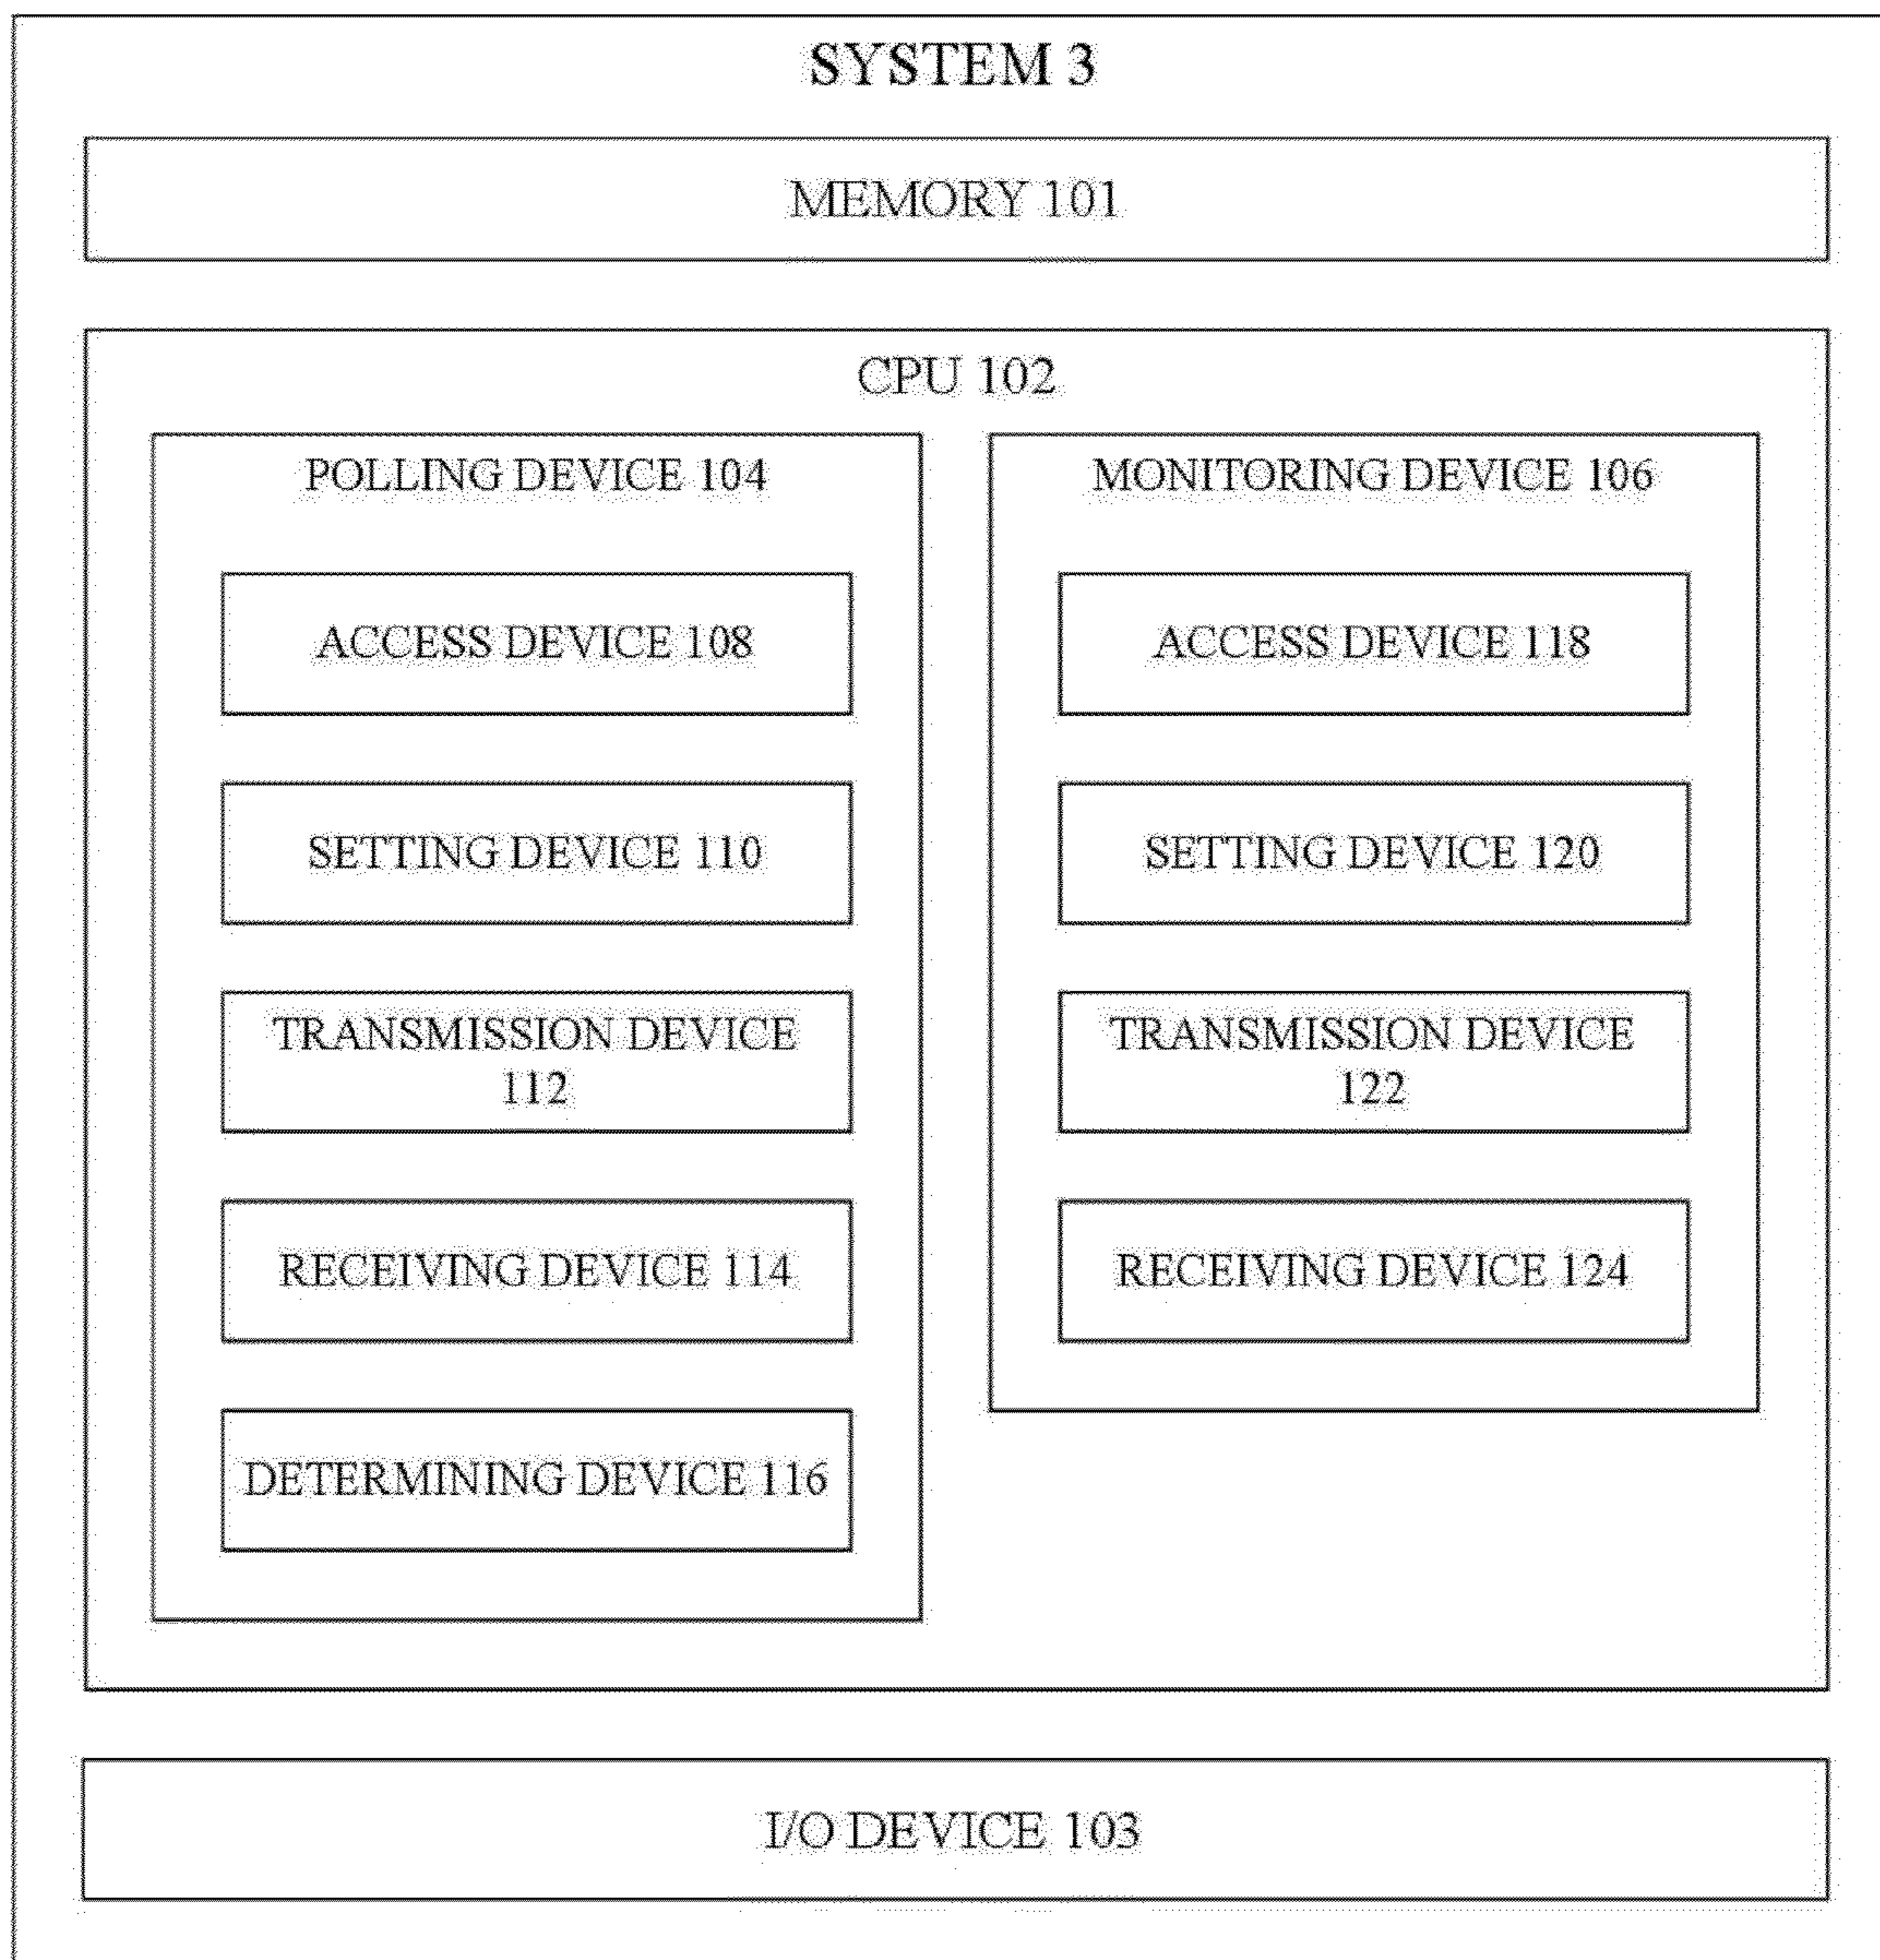 SYSTEM 3
MEMORY 101
CPU 102
POLLING DEVICE 104
ACCESS DEVICE 108
SETTING DEVICE 110
TRANSMISSION DEVICE
112
RECEIVING DEVICE 114
DETERMINING DEVICE 116
MONITORING DEVICE 106
ACCESS DEVICE 118
SETTING DEVICE 120
TRANSMISSION DEVICE
122
RECEIVING DEVICE 124
I/O DEVICE 103